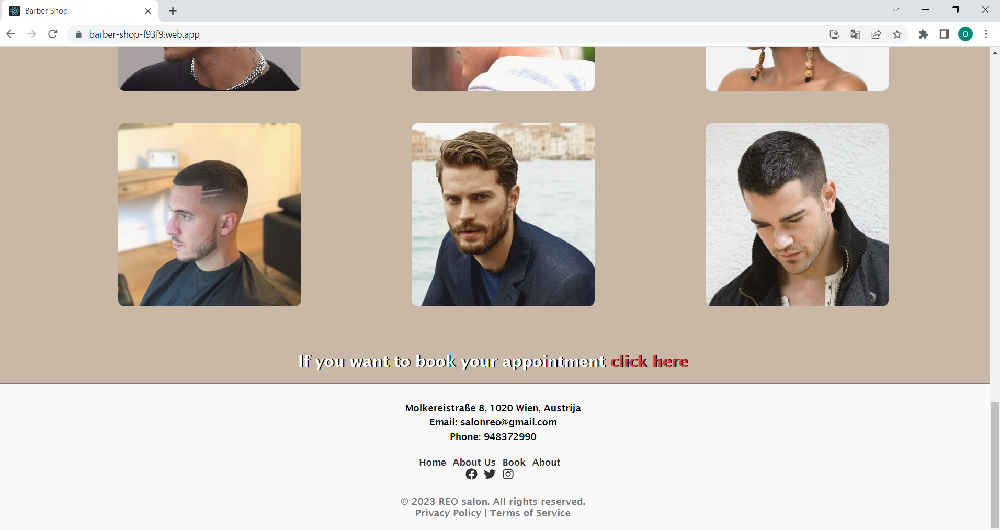 Barber Shop
barber-shop-f93f9.web.app
O
If you want to book your appointment click here
Molkereistraße 8, 1020 Wien, Austrija
Email: salonreo@gmail.com
Phone: 948372990
Home About Us Book About
© 2023 REO salon. All rights reserved.
Privacy Policy | Terms of Service